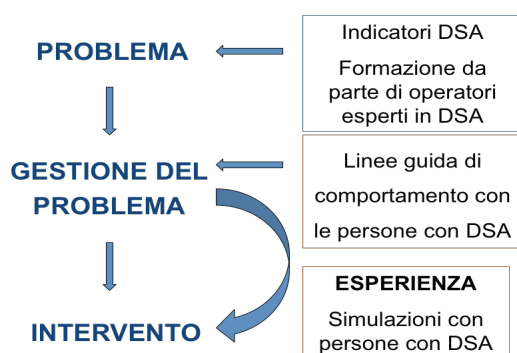 PROBLEMA
Indicatori DSA
Formazione da
parte di operatori
esperti in DSA
GESTIONE DEL
PROBLEMA
Linee guida di
comportamento con
le persone con DSA
INTERVENTO
ESPERIENZA
Simulazioni con
persone con DSA